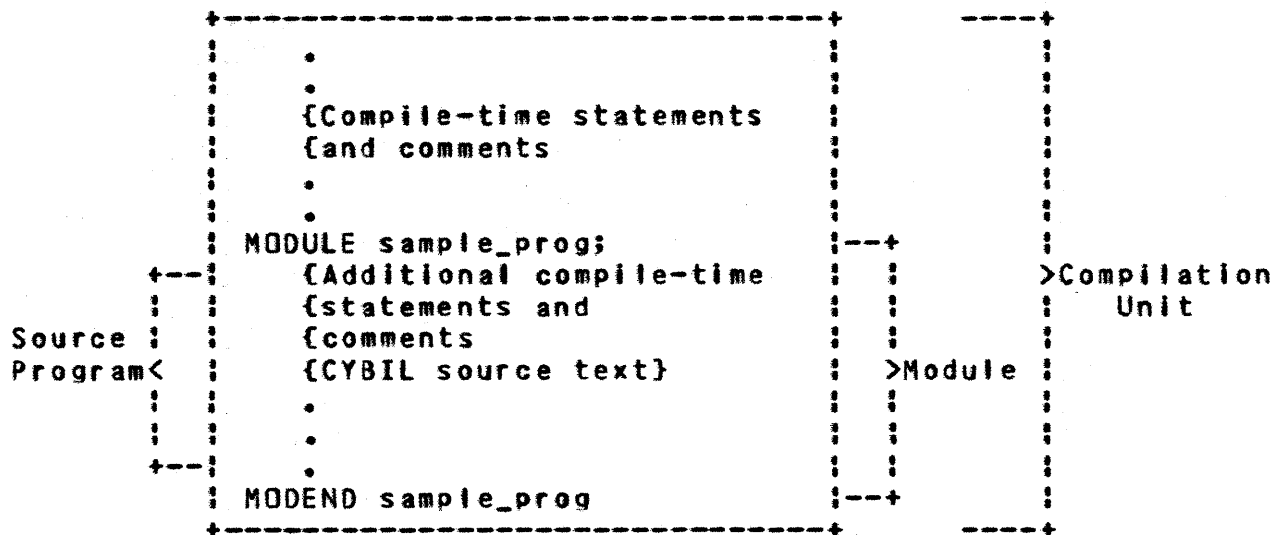 {Compile-time statements
{and comments
MODULE sample_prog;
{Additional compile-time
{statements and
{comments
{CYBIL source text}
MODEND sample_prog
Source
Program<
>Module
>Compilation
Unit